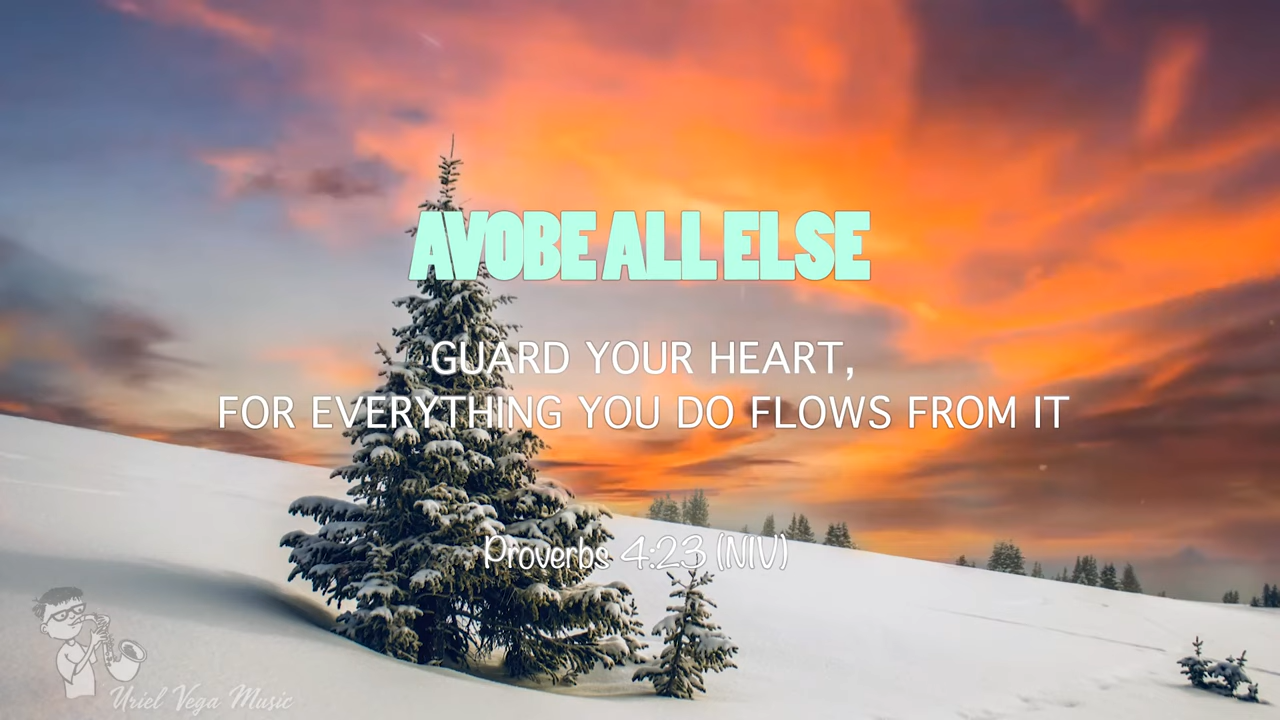 AVOBE ALL ELSE
GUARD YOUR HEART,
FOR EVERYTHING YOU DO FLOWS FROM IT
Proverbs 4:23 (NIV)
Uriel Vega Music